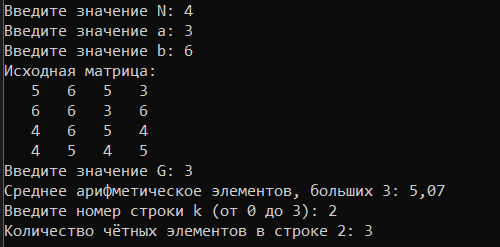 Введите значение N: 4
Введите значение a: 3
Введите значение b: 6
Исходная матрица:
5 6 5 3
6 6 3 6
4 6 5 4
4 5 4 5
Введите значение G: 3
Среднее арифметическое элементов, больших 3: 5,07
Введите номер строки k (от 0 до 3): 2
Количество чётных элементов в строке 2: 3